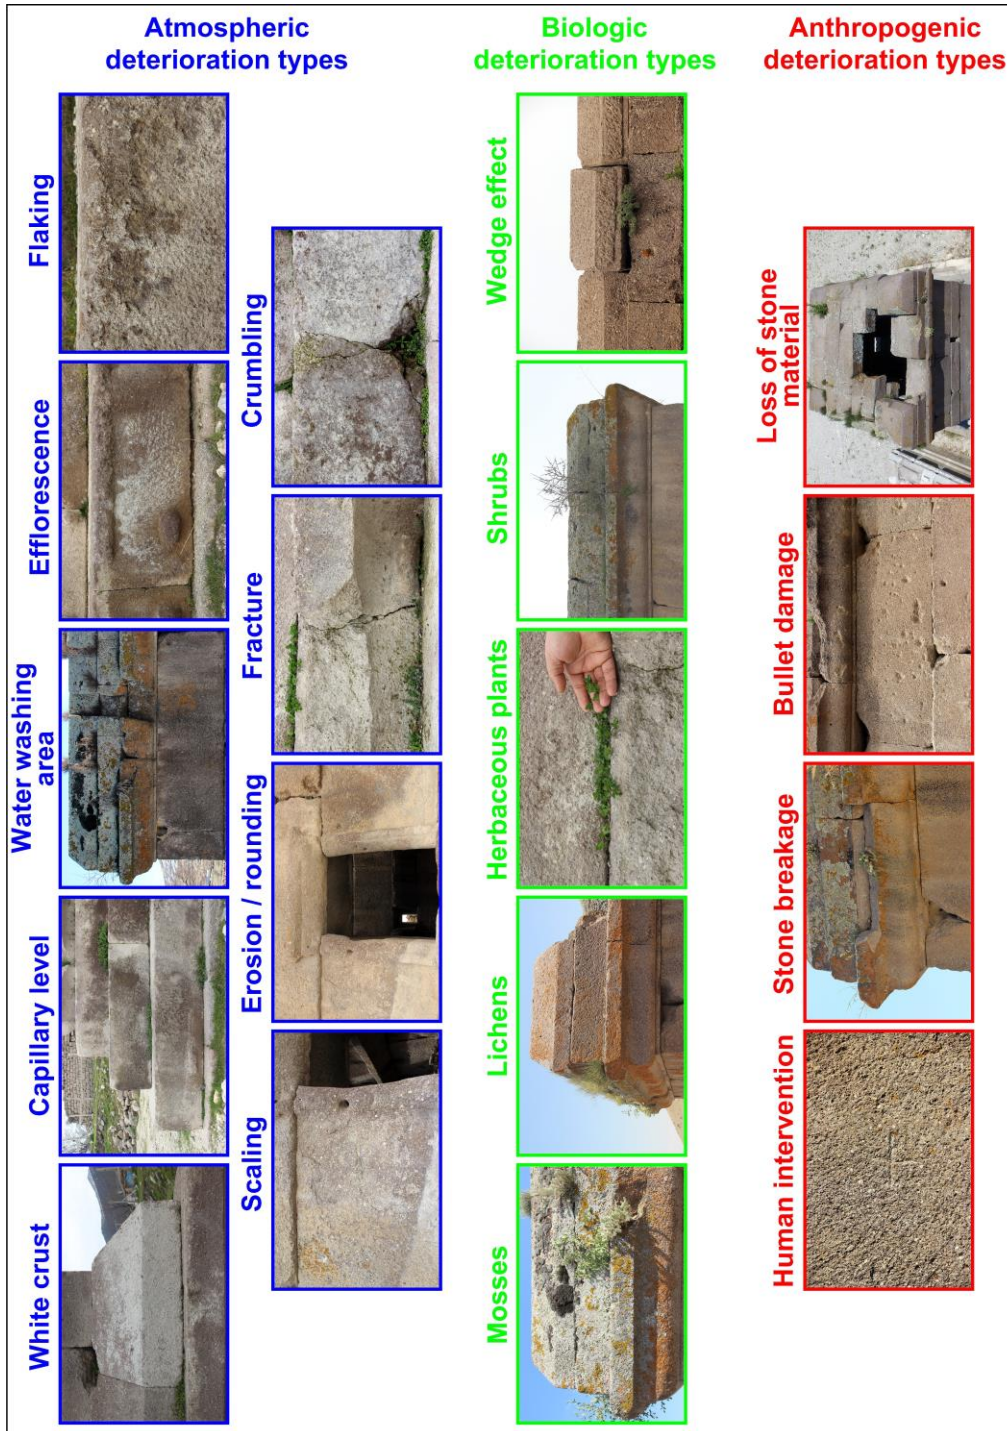 Atmospheric
deterioration types
Flaking
Efflorescence
Water washing
area
Capillary level
White crust
Crumbling
Fracture
Erosion / rounding
Scaling
Biologic
deterioration types
Wedge effect
Shrubs
Herbaceous plants
Lichens
Mosses
Anthropogenic
deterioration types
Loss of stone
material
Bullet damage
Stone breakage
Human intervention